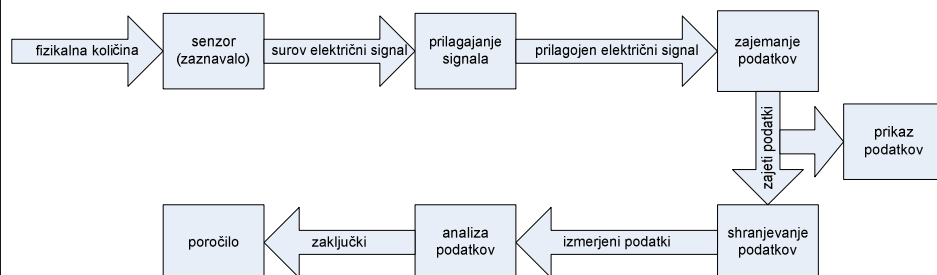 fizikalna količina
senzor
(zaznavalo)
surov električni signal
prilagajanje
signala
prilagojen električni signal
zajemanje
podatkov
zajeti podatki
prikaz
podatkov
shranjevanje
podatkov
izmerjeni podatki
analiza
podatkov
zaključki
poročilo